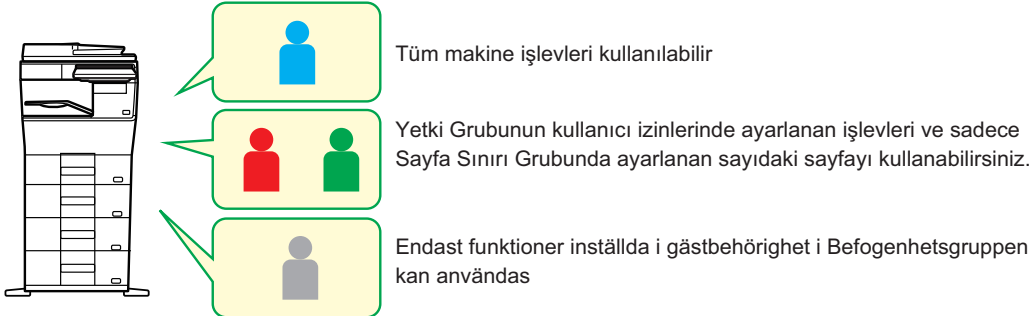 Tüm makine işlevleri kullanılabilir
Yetki Grubunun kullanıcı izinlerinde ayarlanan işlevleri ve sadece
Sayfa Sınırı Grubunda ayarlanan sayıdaki sayfayı kullanabilirsiniz.
Endast funktioner inställda i gästbehörighet i Befogenhetsgruppen
kan användas